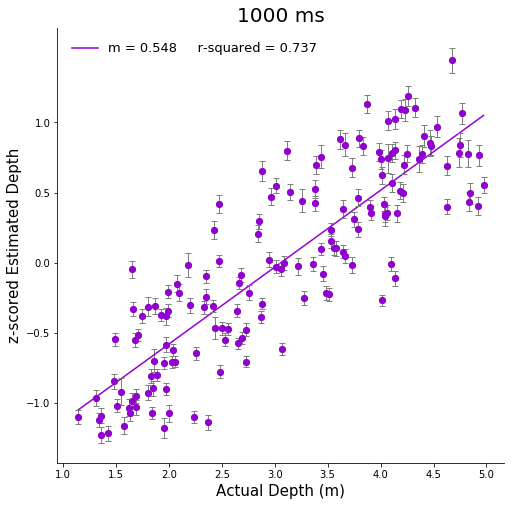 1000 ms
m = 0.548 r-squared = 0.737
z-scored Estimated Depth
1.0
0.5
0.0
−0.5
−1.0
1.0 1.5 2.0 2.5 3.0 3.5 4.0 4.5 5.0
Actual Depth (m)